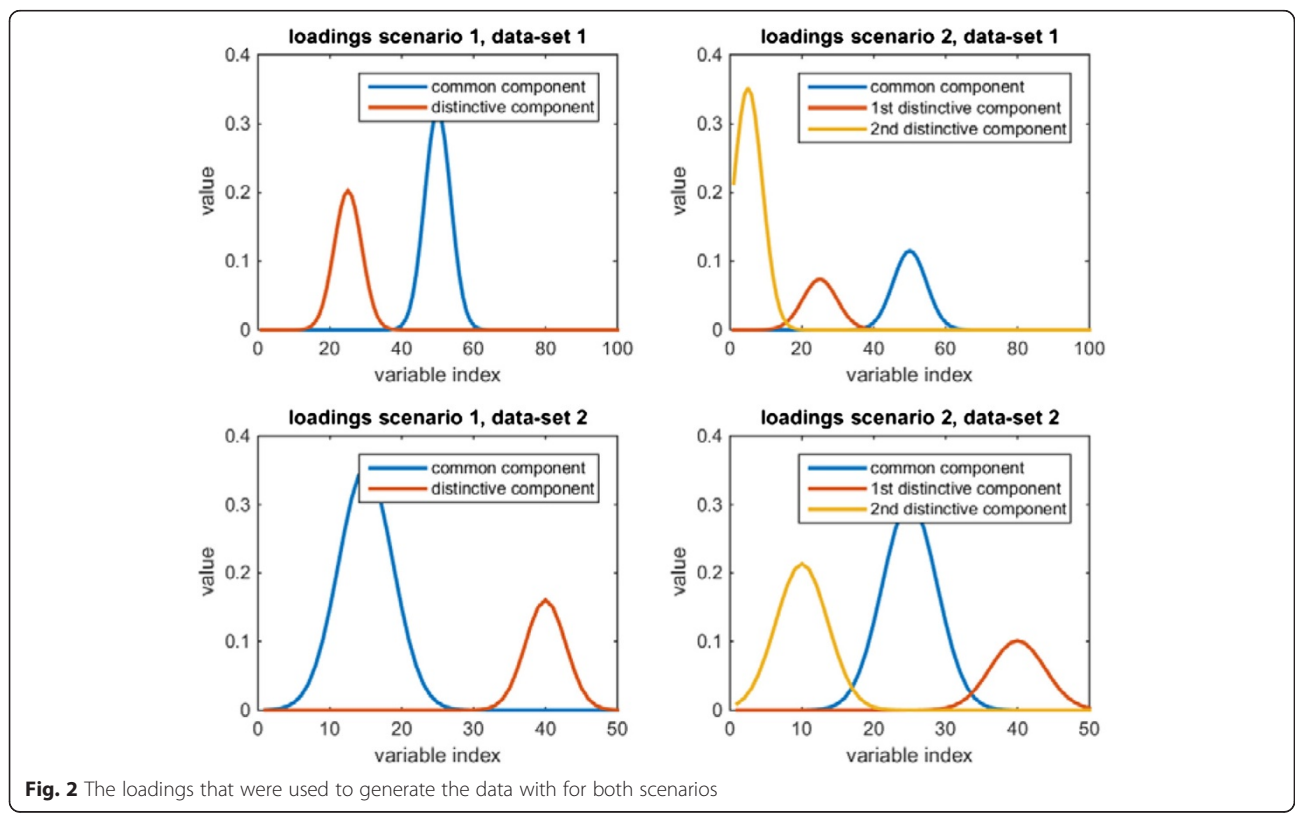 loadings scenario 1, data-set 1
common component
distinctive component
0.4
0.3
0.2
0.1
0
value
0 20 40 60 80 100
variable index
loadings scenario 2, data-set 1
common component
1st distinctive component
2nd distinctive component
0.4
0.3
0.2
0.1
0
value
0 20 40 60 80 100
variable index
loadings scenario 1, data-set 2
common component
distinctive component
0.4
0.3
0.2
0.1
0
value
0 10 20 30 40 50
variable index
loadings scenario 2, data-set 2
common component
1st distinctive component
2nd distinctive component
0.4
0.3
0.2
0.1
0
value
0 10 20 30 40 50
variable index
Fig. 2 The loadings that were used to generate the data with for both scenarios